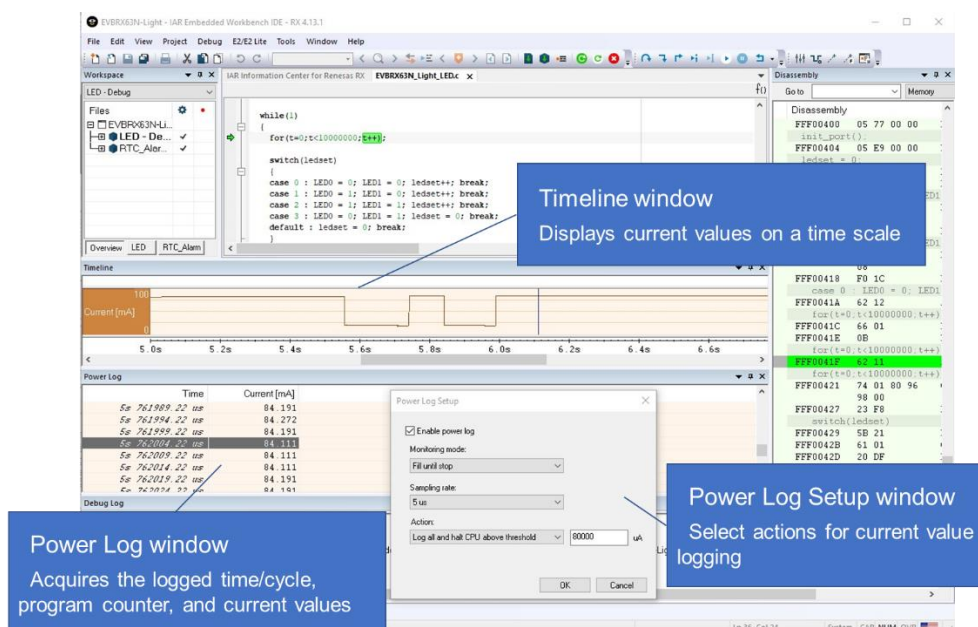 EVBRX63N-Light - IAR Embedded Workbench IDE - RX 4.13.1
File Edit View Project Debug E2/E2 Lite Tools Window Help
Workspace
LED - Debug
Files
EVBRX63N-Li...
LED - De...
RTC_Aler...
Overview LED RTC_Alarm
IAR Information Center for Renesas RX EVBRX63N_Light_LED.c
f()
while(1)
{
for(t=0;t<10000000;t++);
switch(ledset)
{
case 0 : LED0 = 0; LED1 = 0; ledset++; break;
case 1 : LED0 = 1; LED1 = 0; ledset++; break;
case 2 : LED0 = 1; LED1 = 1; ledset++; break;
case 3 : LED0 = 0; LED1 = 1; ledset = 0; break;
default : ledset = 0; break;
}
Disassembly
Go to Memory
Disassembly
FFF00400 05 77 00 00
init_port();
FFF00404 05 E9 00 00
ledset = 0;
ED1
ED1
08
FFF00418 F0 1C
case 0 : LED0 = 0; LED1
FFF0041A 62 12
for(t=0;t<10000000;t++)
FFF0041C 66 01
FFF0041E 0B
for(t=0;t<10000000;t++)
FFF0041F 62 11
for(t=0;t<10000000;t++)
FFF00421 74 01 80 96
98 00
FFF00427 23 F8
switch(ledset)
FFF00429 5B 21
FFF0042B 61 01
FFF0042D 20 DF
Timeline window
Displays current values on a time scale
Timeline
100
Current [mA]
0
5.0s 5.2s 5.4s 5.6s 5.8s 6.0s 6.2s 6.4s 6.6s
Power Log
Time Current [mA]
5s 761989.22 us 84.191
5s 761994.22 us 84.272
5s 761999.22 us 84.191
5s 762004.22 us 84.111
5s 762009.22 us 84.111
5s 762014.22 us 84.111
5s 762019.22 us 84.191
5s 762024.22 us 84.191
Debug Log
Power Log Setup
Enable power log
Monitoring mode:
Fill until stop
Sampling rate:
5 us
Action:
Log all and halt CPU above threshold 80000 uA
OK Cancel
Power Log Setup window
Select actions for current value
logging
Power Log window
Acquires the logged time/cycle,
program counter, and current values